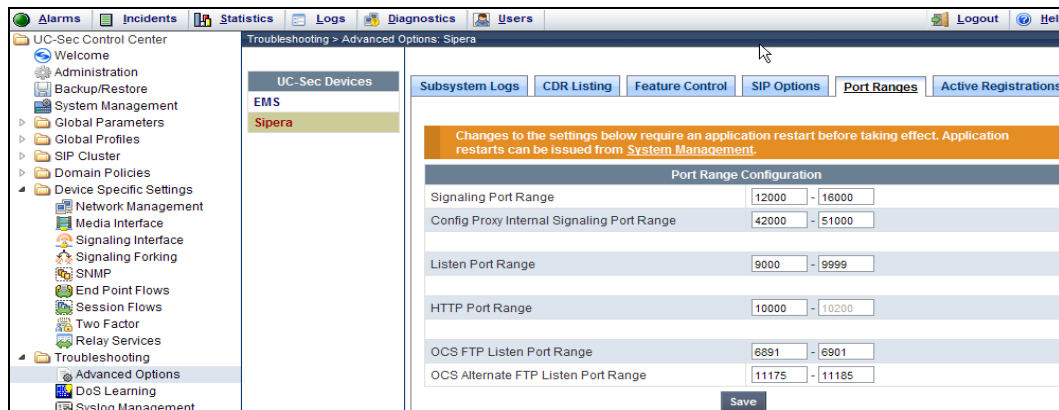 Alarms Incidents Statistics Logs Diagnostics Users Logout
UC-Sec Control Center
Welcome
Administration
Backup/Restore
System Management
Global Parameters
Global Profiles
SIP Cluster
Domain Policies
Device Specific Settings
Network Management
Media Interface
Signaling Interface
Signaling Forking
SNMP
End Point Flows
Session Flows
Two Factor
Relay Services
Troubleshooting
Advanced Options
DoS Learning
Syslog Management
Troubleshooting > Advanced Options: Sipera
UC-Sec Devices
EMS
Sipera
Subsystem Logs CDR Listing Feature Control SIP Options Port Ranges Active Registrations
Changes to the settings below require an application restart before taking effect. Application
restarts can be issued from System Management.
Port Range Configuration
Signaling Port Range 12000 - 16000
Config Proxy Internal Signaling Port Range 42000 - 51000
Listen Port Range 9000 - 9999
HTTP Port Range 10000 - 10200
OCS FTP Listen Port Range 6891 - 6901
OCS Alternate FTP Listen Port Range 11175 - 11185
Save